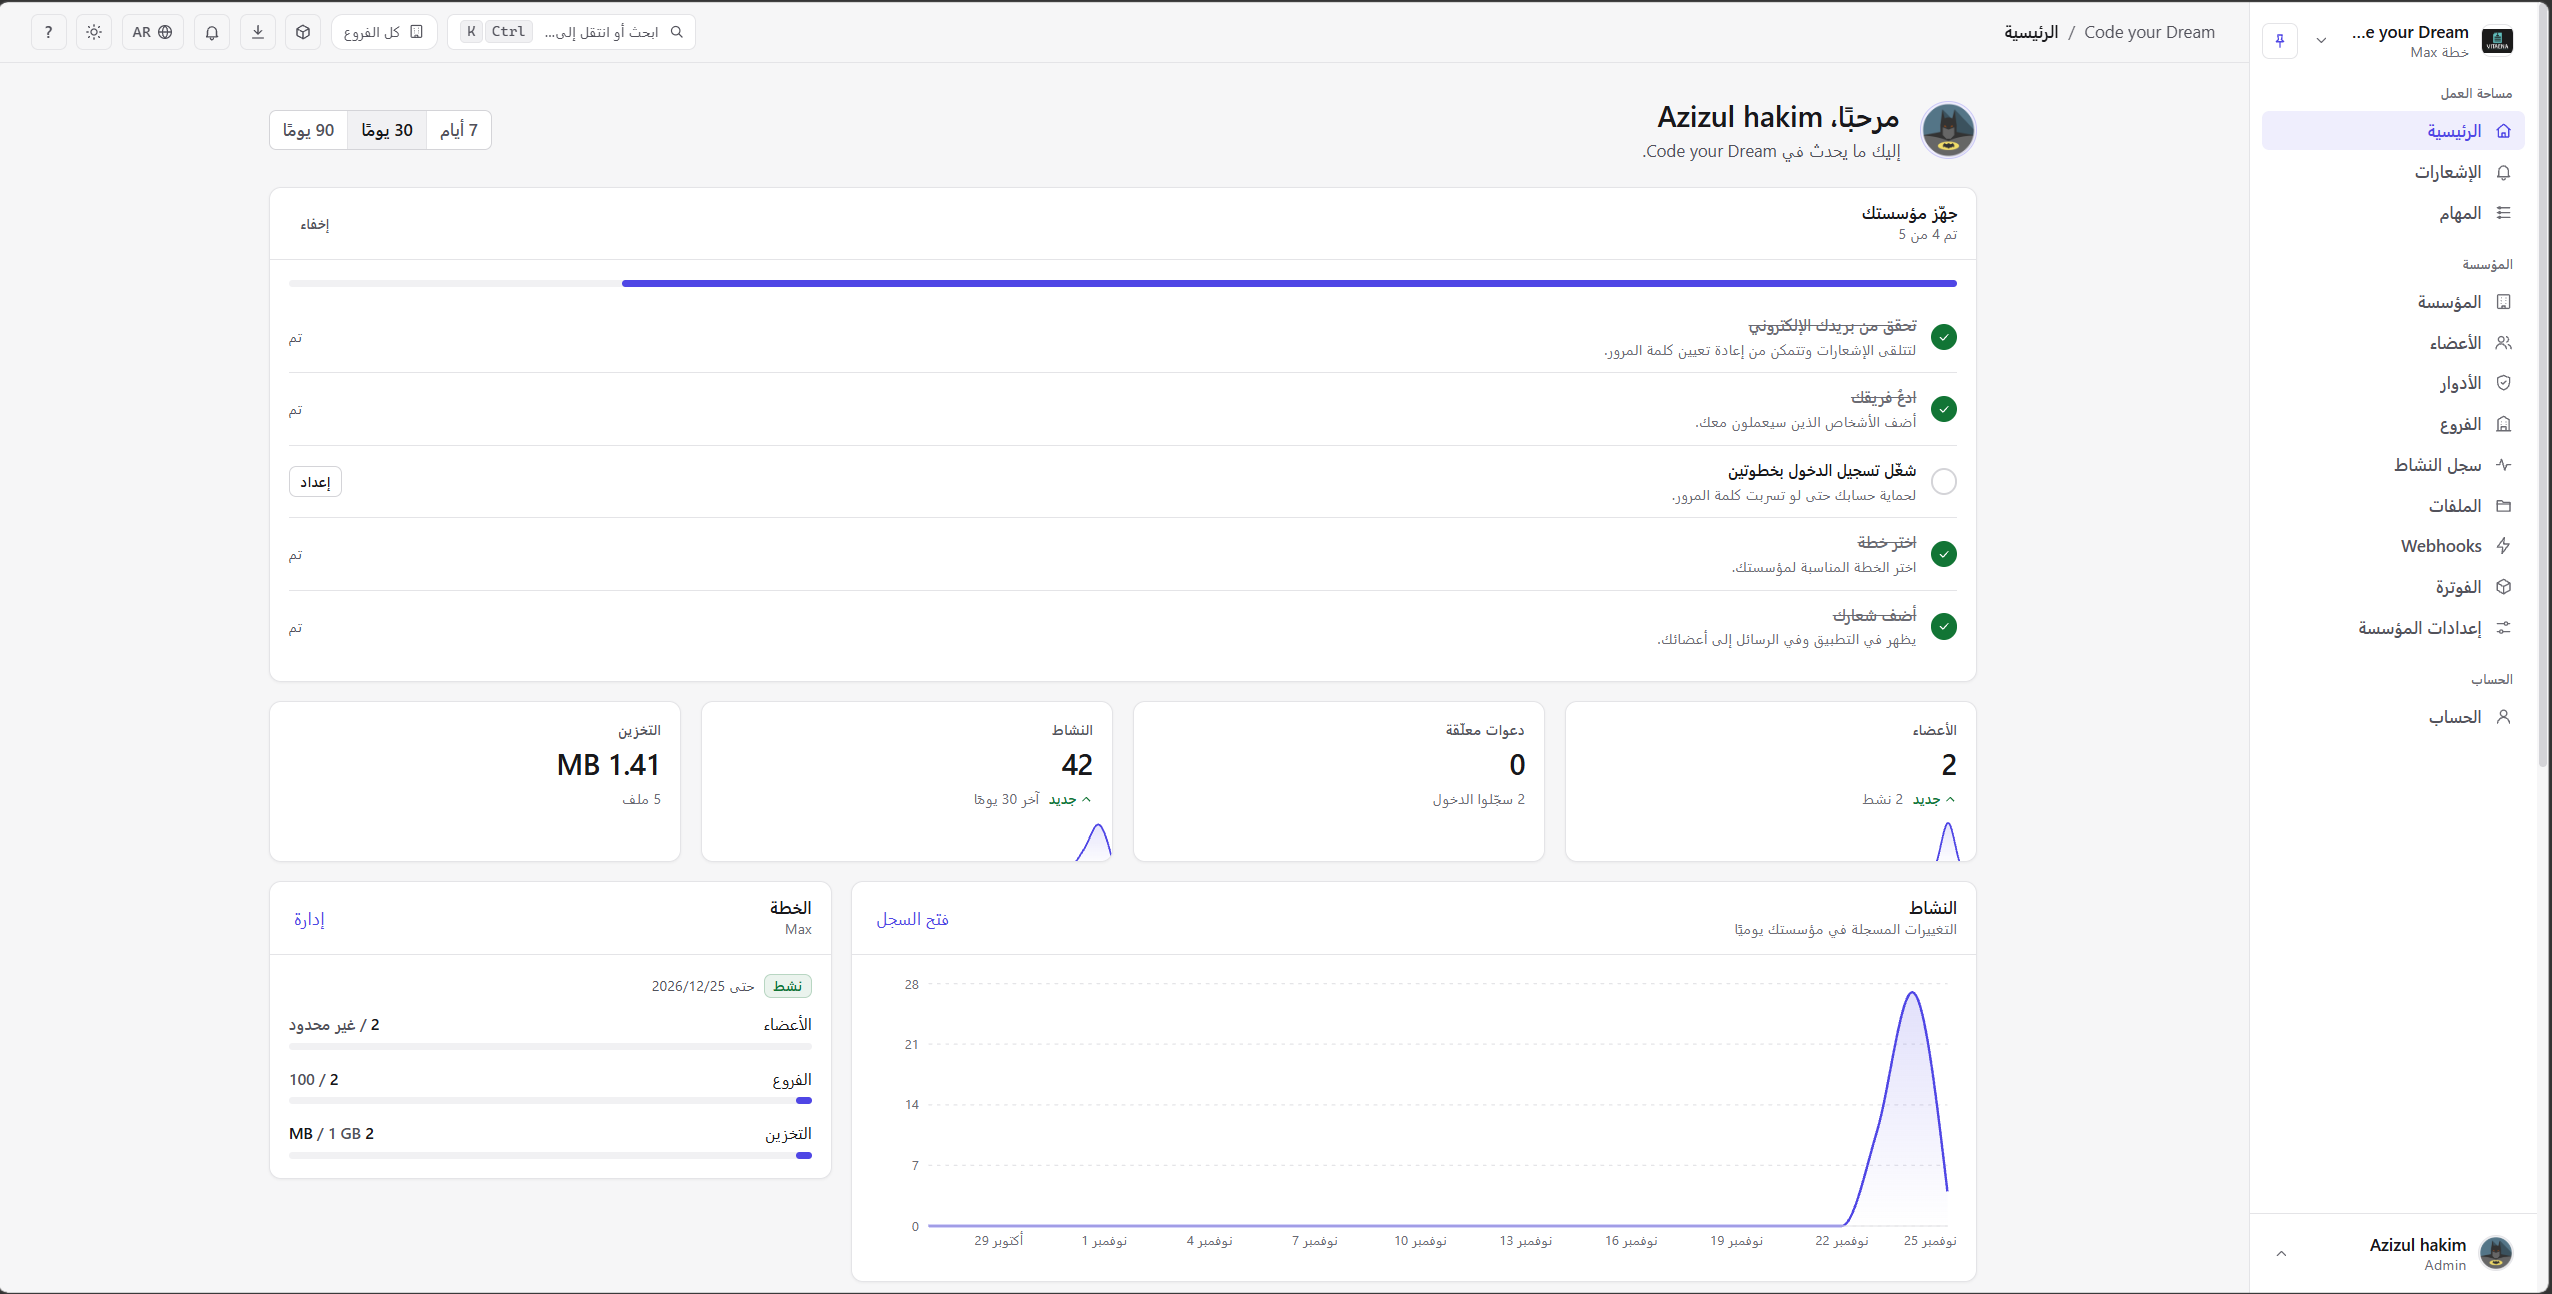 e your Dream...
خطة Max
مساحة العمل
الرئيسية
الإشعارات
المهام
المؤسسة
المؤسسة
الأعضاء
الأدوار
الفروع
سجل النشاط
الملفات
Webhooks
الفوترة
إعدادات المؤسسة
الحساب
الحساب
Azizul hakim
Admin
Code your Dream / الرئيسية
ابحث أو انتقل إلى... Ctrl K
كل الفروع
AR
?
مرحبًا، Azizul hakim
إليك ما يحدث في Code your Dream.
7 أيام
30 يومًا
90 يومًا
جهّز مؤسستك
تم 4 من 5
إخفاء
تحقق من بريدك الإلكتروني
لتتلقى الإشعارات وتتمكن من إعادة تعيين كلمة المرور.
تم
ادعُ فريقك
أضف الأشخاص الذين سيعملون معك.
تم
شغّل تسجيل الدخول بخطوتين
لحماية حسابك حتى لو تسربت كلمة المرور.
إعداد
اختر خطة
اختر الخطة المناسبة لمؤسستك.
تم
أضف شعارك
يظهر في التطبيق وفي الرسائل إلى أعضائك.
تم
الأعضاء
2
جديد 2 نشط
دعوات معلّقة
0
2 سجّلوا الدخول
النشاط
42
جديد آخر 30 يومًا
التخزين
1.41 MB
5 ملف
النشاط
التغييرات المسجلة في مؤسستك يوميًا
فتح السجل
28
21
14
7
0
29 أكتوبر
1 نوفمبر
4 نوفمبر
7 نوفمبر
10 نوفمبر
13 نوفمبر
16 نوفمبر
19 نوفمبر
22 نوفمبر
25 نوفمبر
الخطة
Max
إدارة
نشط حتى 2026/12/25
الأعضاء
2 / غير محدود
الفروع
2 / 100
التخزين
2 MB / 1 GB